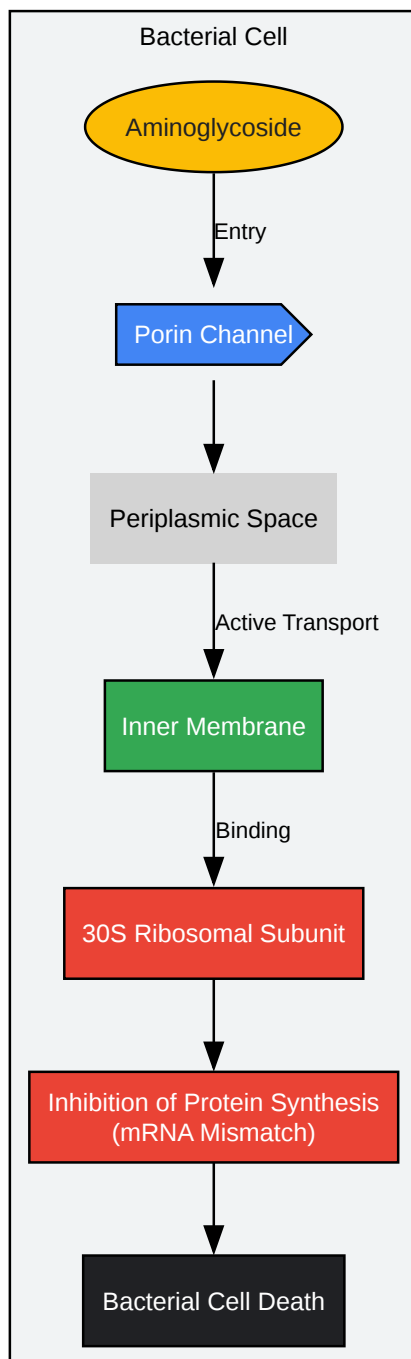 Bacterial Cell
Aminoglycoside
Entry
Porin Channel
Periplasmic Space
Active Transport
Inner Membrane
Binding
30S Ribosomal Subunit
Inhibition of Protein Synthesis
(mRNA Mismatch)
Bacterial Cell Death